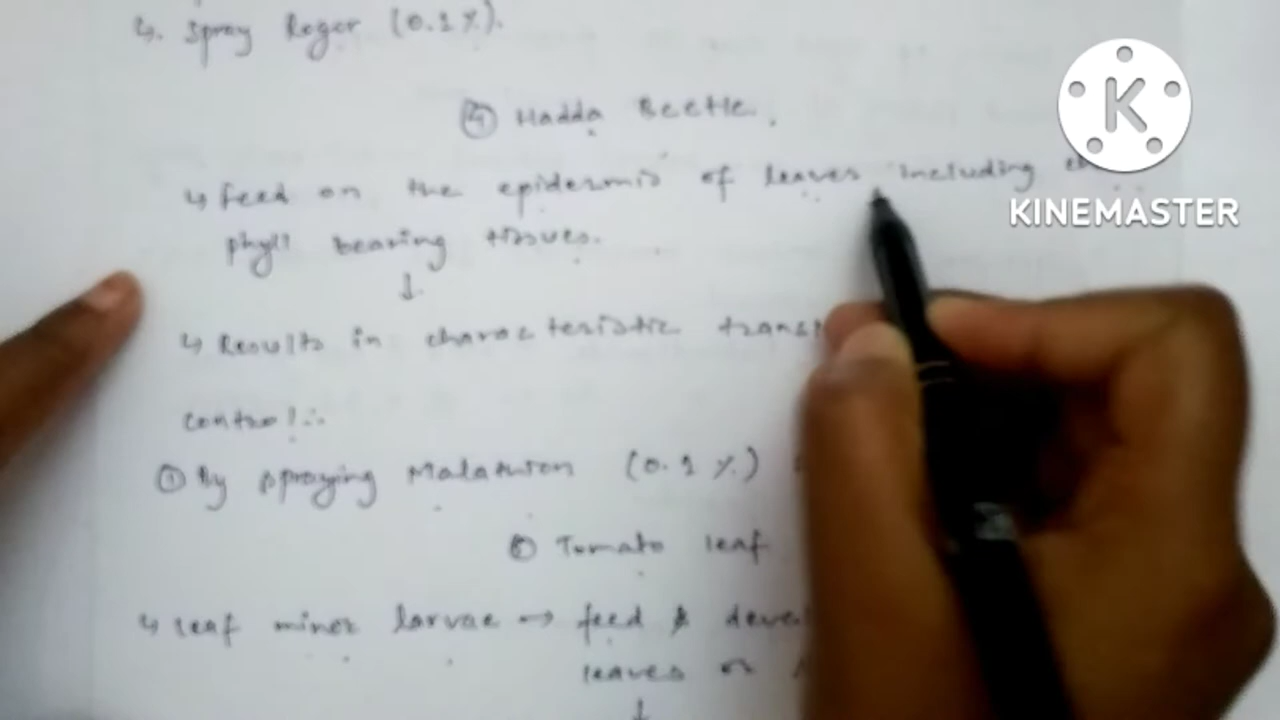 ↳. Spray Rogor (0.1%).
④ Hadda Beetle.
↳ feed on the epidermis of leaves including
phyll bearing tissues.
↓
↳ Results in characteristic
control:-
① By spraying Malathion (0.1%)
⑤ Tomato leaf
↳ leaf miner larvae → feed &
leaves or
↓
KINEMASTER